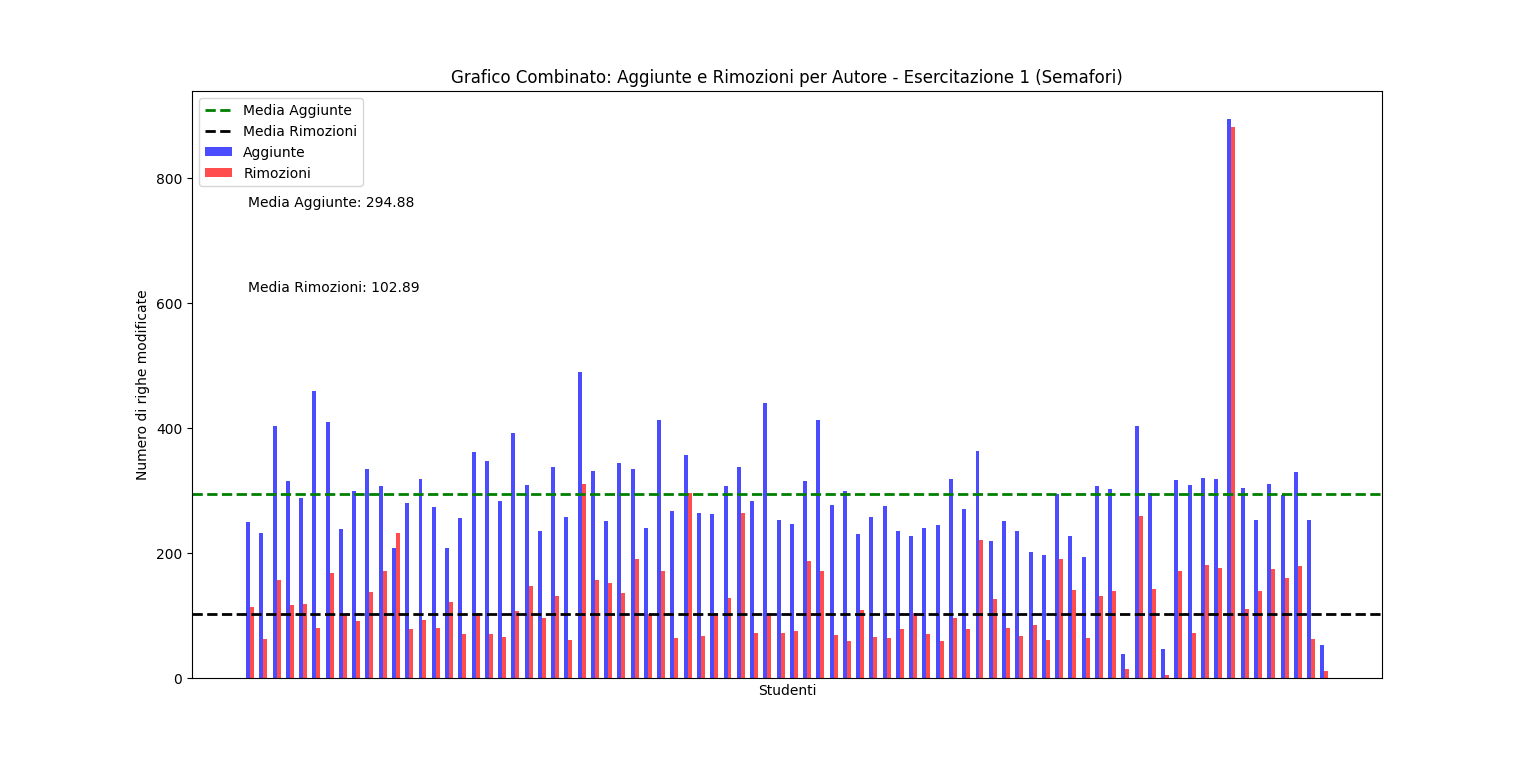 Grafico Combinato: Aggiunte e Rimozioni per Autore - Esercitazione 1 (Semafori)
Media Aggiunte
Media Rimozioni
Aggiunte
Rimozioni
Media Aggiunte: 294.88
Media Rimozioni: 102.89
Numero di righe modificate
800
600
400
200
0
Studenti